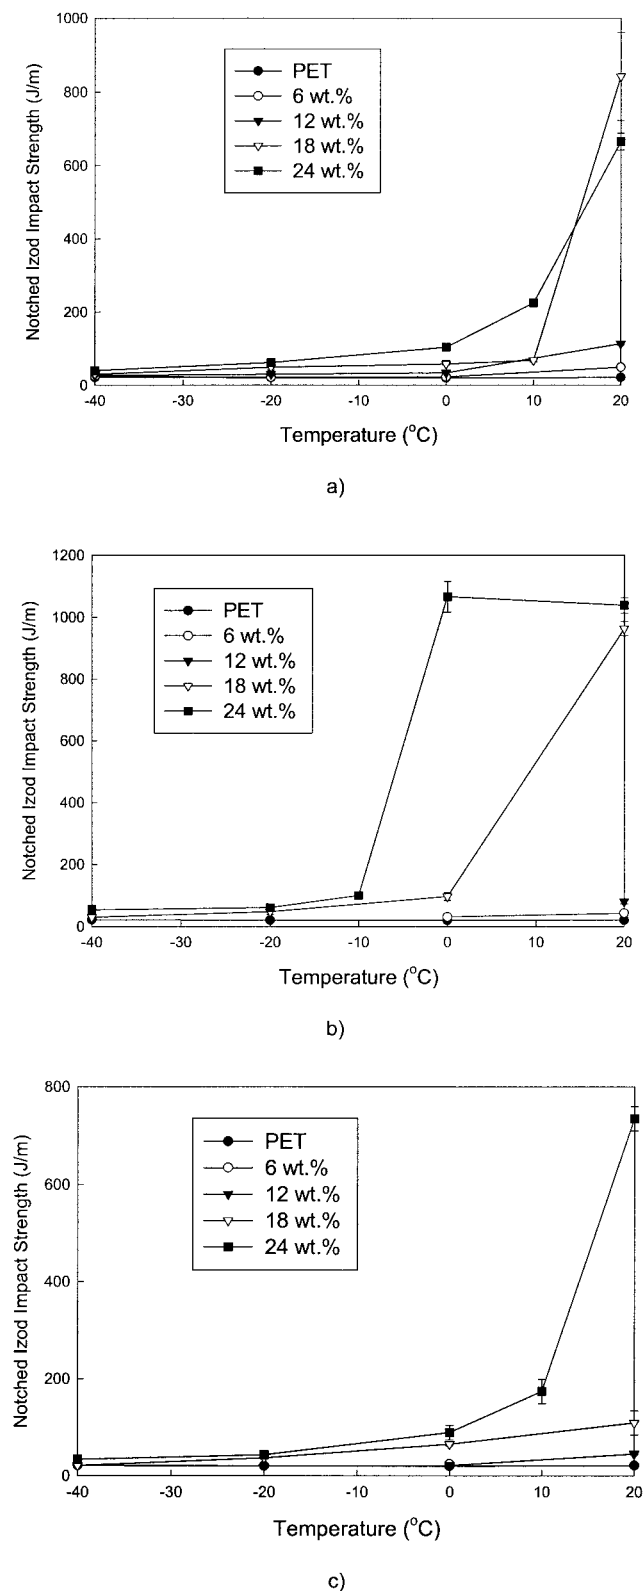 1000
800
600
400
200
0
Notched Izod Impact Strength (J/m)
PET
6 wt.%
12 wt.%
18 wt.%
24 wt.%
-40 -30 -20 -10 0 10 20
Temperature (°C)
a)
1200
1000
800
600
400
200
0
Notched Izod Impact Strength (J/m)
PET
6 wt.%
12 wt.%
18 wt.%
24 wt.%
-40 -30 -20 -10 0 10 20
Temperature (°C)
b)
800
600
400
200
0
Notched Izod Impact Strength (J/m)
PET
6 wt.%
12 wt.%
18 wt.%
24 wt.%
-40 -30 -20 -10 0 10 20
Temperature (°C)
c)